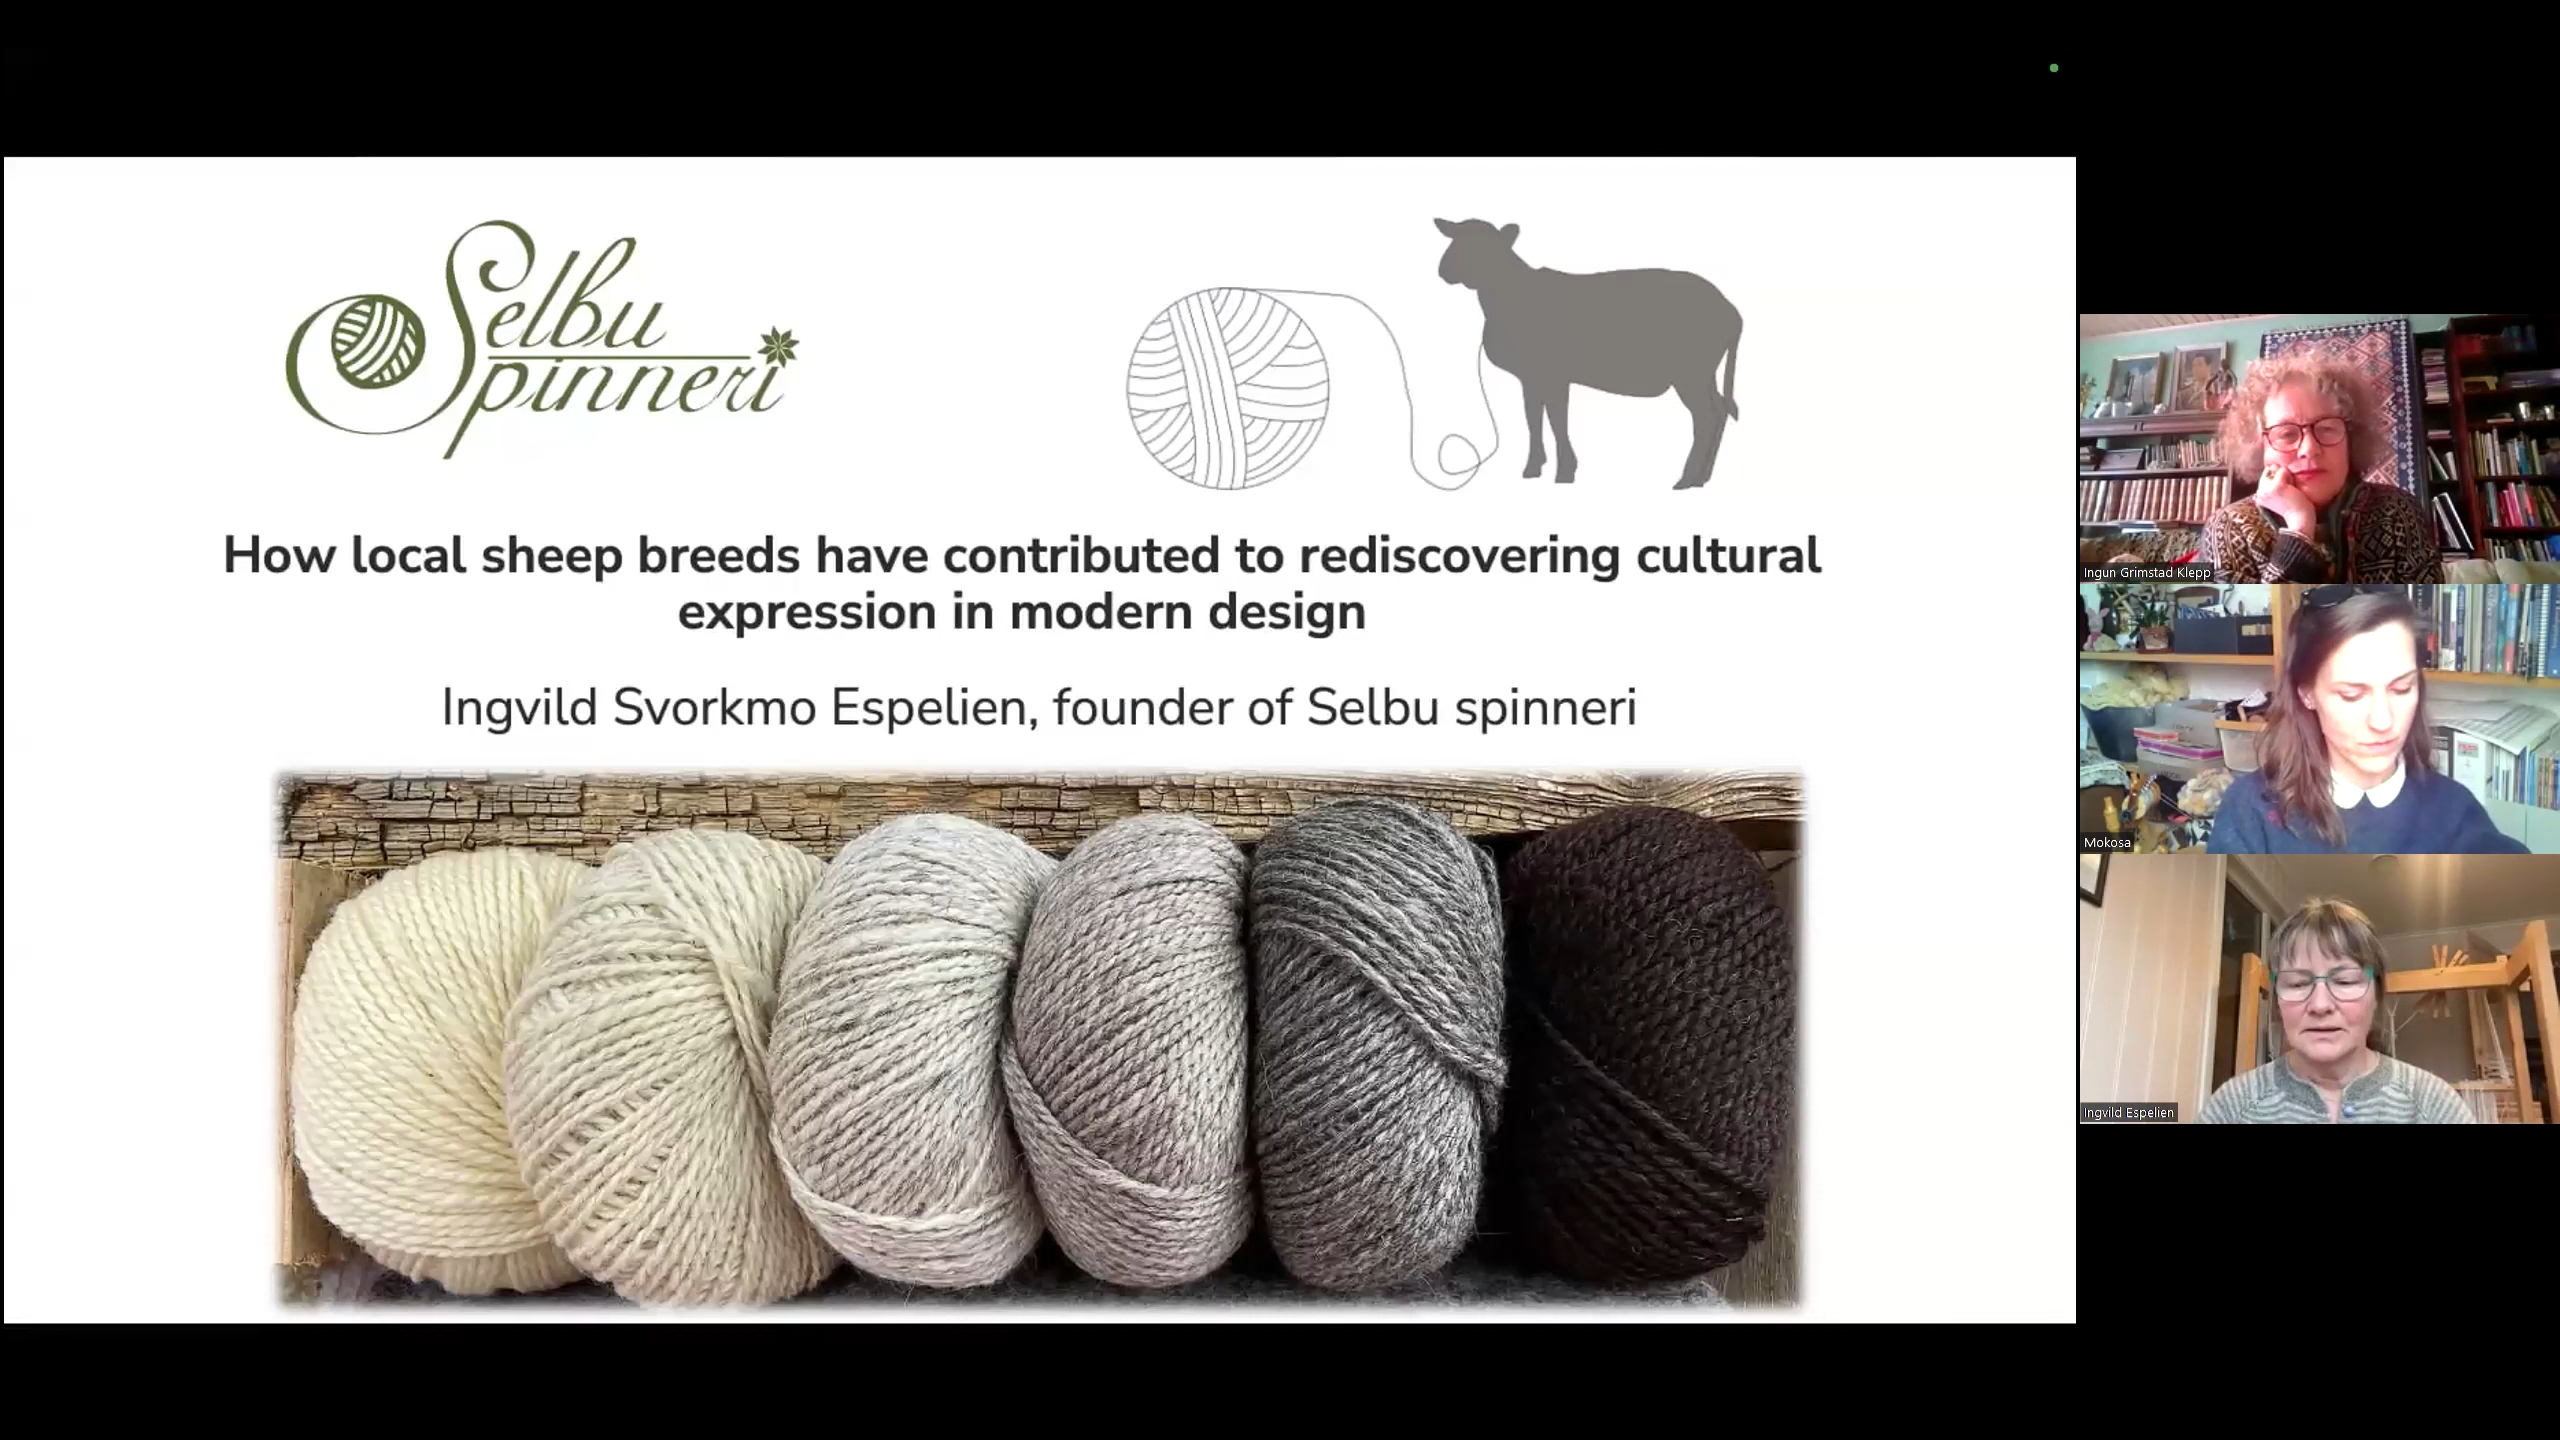 Selbu
Spinneri
How local sheep breeds have contributed to rediscovering cultural
expression in modern design
Ingvild Svorkmo Espelien, founder of Selbu spinneri
Ingun Grimstad Klepp
Mokosa
Ingvild Espelien